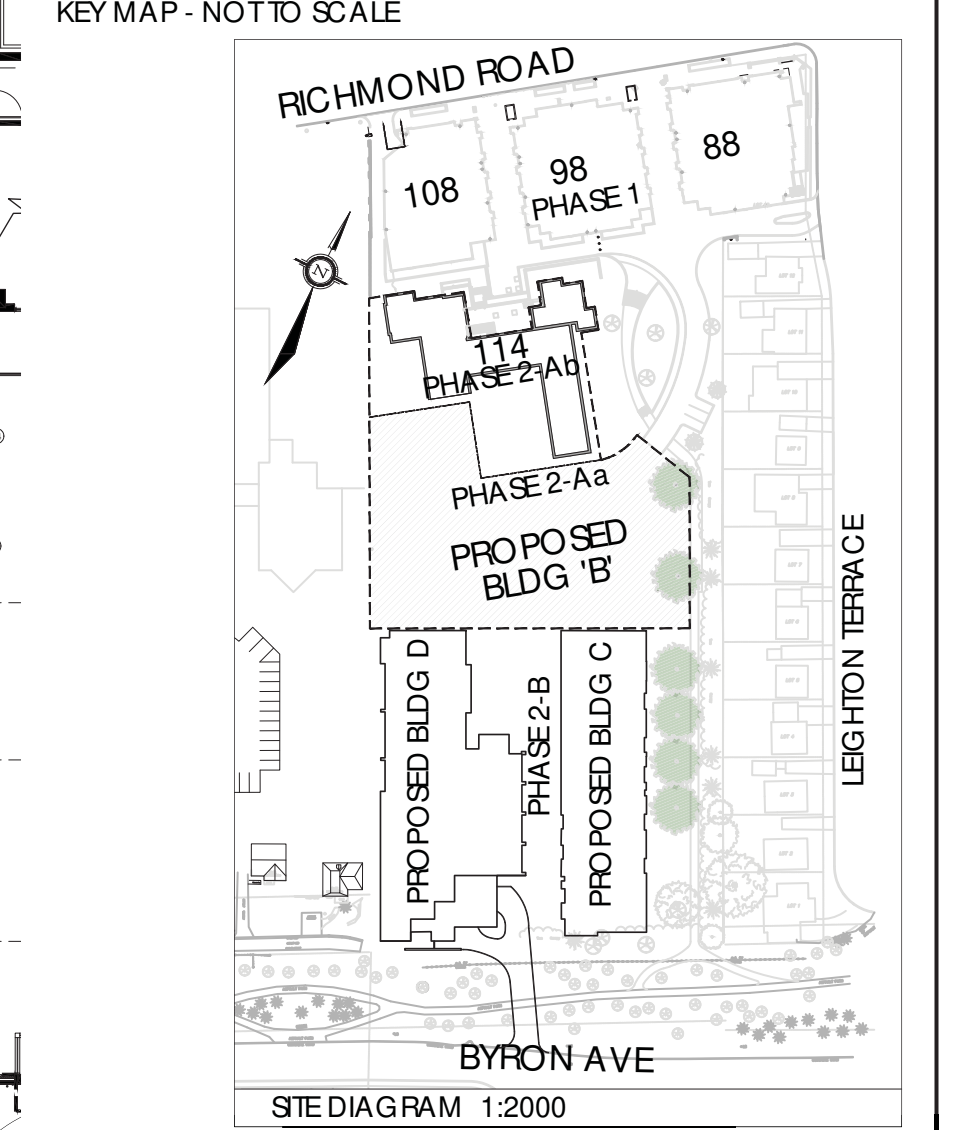 KEY MAP - NOT TO SCALE
RICHMOND ROAD
108
98
PHASE 1
88
N
114
PHASE 2-Ab
PHASE 2-Aa
PROPOSED
BLDG 'B'
PROPOSED BLDG D
PHASE 2-B
PROPOSED BLDG C
LEIGHTON TERRACE
BYRON AVE
SITE DIAGRAM 1:2000